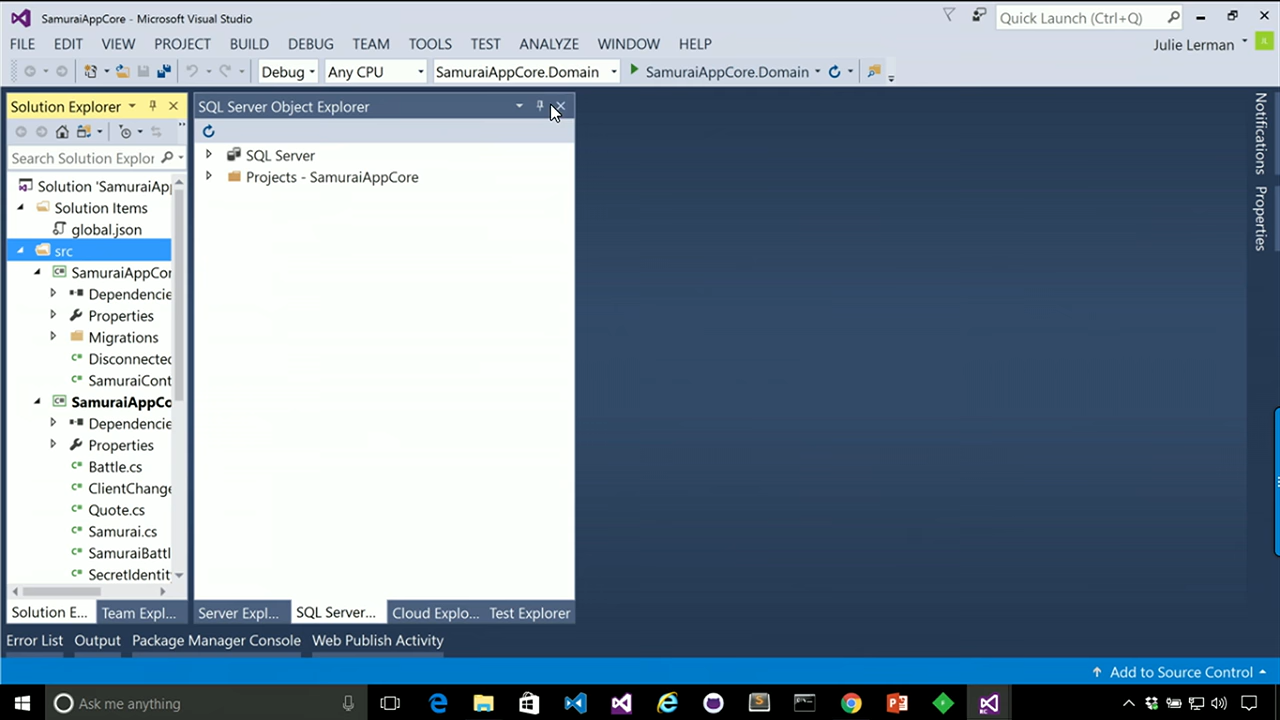 SamuraiAppCore - Microsoft Visual Studio
Quick Launch (Ctrl+Q)
FILE EDIT VIEW PROJECT BUILD DEBUG TEAM TOOLS TEST ANALYZE WINDOW HELP
Julie Lerman
Debug Any CPU SamuraiAppCore.Domain SamuraiAppCore.Domain
Solution Explorer
Search Solution Explor
Solution 'SamuraiAp
Solution Items
global.json
src
SamuraiAppCor
Dependencie
Properties
Migrations
Disconnected
SamuraiCont
SamuraiAppCo
Dependencie
Properties
Battle.cs
ClientChange
Quote.cs
Samurai.cs
SamuraiBattl
SecretIdentit
Solution E... Team Expl...
SQL Server Object Explorer
SQL Server
Projects - SamuraiAppCore
Server Expl... SQL Server... Cloud Explo... Test Explorer
Notifications
Properties
Error List Output Package Manager Console Web Publish Activity
Add to Source Control
Ask me anything